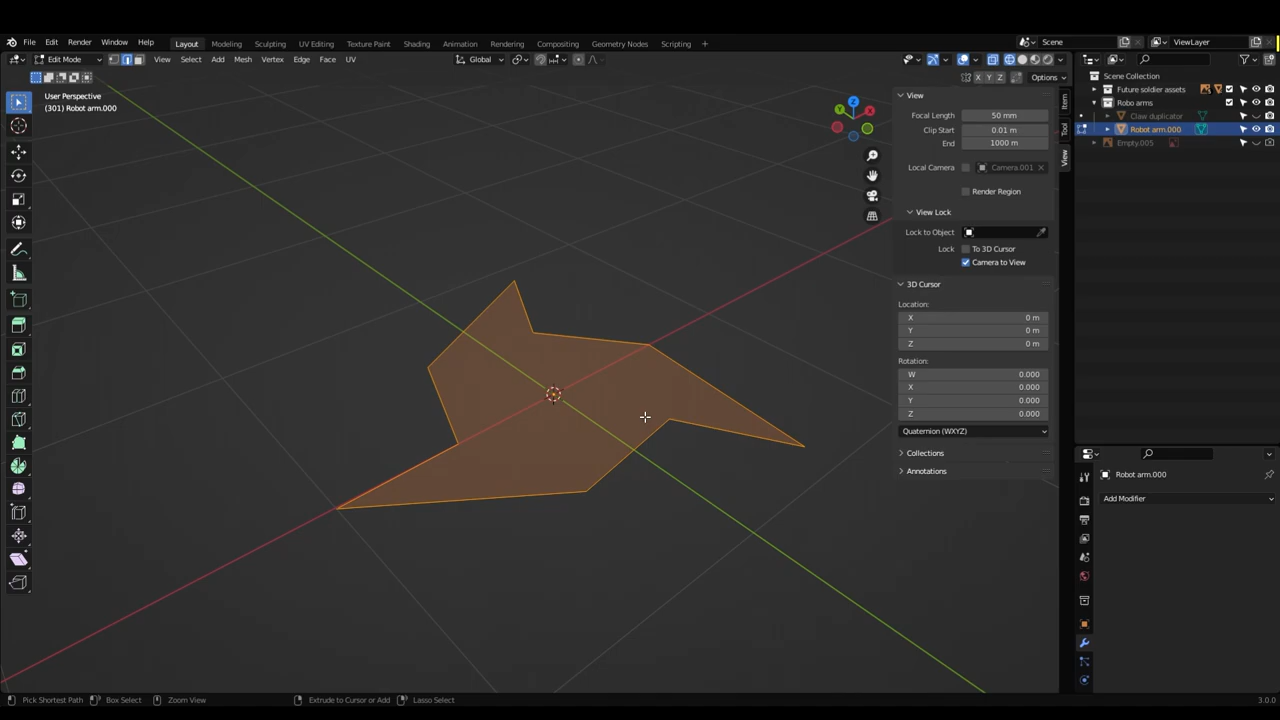 File Edit Render Window Help Layout Modeling Sculpting UV Editing Texture Paint Shading Animation Rendering Compositing Geometry Nodes Scripting + Scene ViewLayer
Edit Mode View Select Add Mesh Vertex Edge Face UV Global
X Y Z Options
User Perspective
(301) Robot arm.000
Z
Y
X
View
Focal Length 50 mm
Clip Start 0.01 m
End 1000 m
Local Camera Camera.001
Render Region
View Lock
Lock to Object
Lock To 3D Cursor
Camera to View
3D Cursor
Location:
X 0 m
Y 0 m
Z 0 m
Rotation:
W 0.000
X 0.000
Y 0.000
Z 0.000
Quaternion (WXYZ)
Collections
Annotations
Item
Tool
View
Scene Collection
Future soldier assets
Robo arms
Claw duplicator
Robot arm.000
Empty.005
Robot arm.000
Add Modifier
Pick Shortest Path Box Select Zoom View Extrude to Cursor or Add Lasso Select 3.0.0